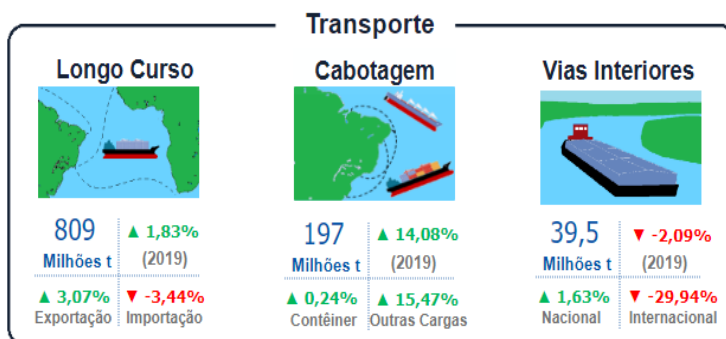 Transporte
Longo Curso
809
Milhões t
▲ 1,83%
(2019)
▲ 3,07%
Exportação
▼ -3,44%
Importação
Cabotagem
197
Milhões t
▲ 14,08%
(2019)
▲ 0,24%
Contêiner
▲ 15,47%
Outras Cargas
Vias Interiores
39,5
Milhões t
▼ -2,09%
(2019)
▲ 1,63%
Nacional
▼ -29,94%
Internacional